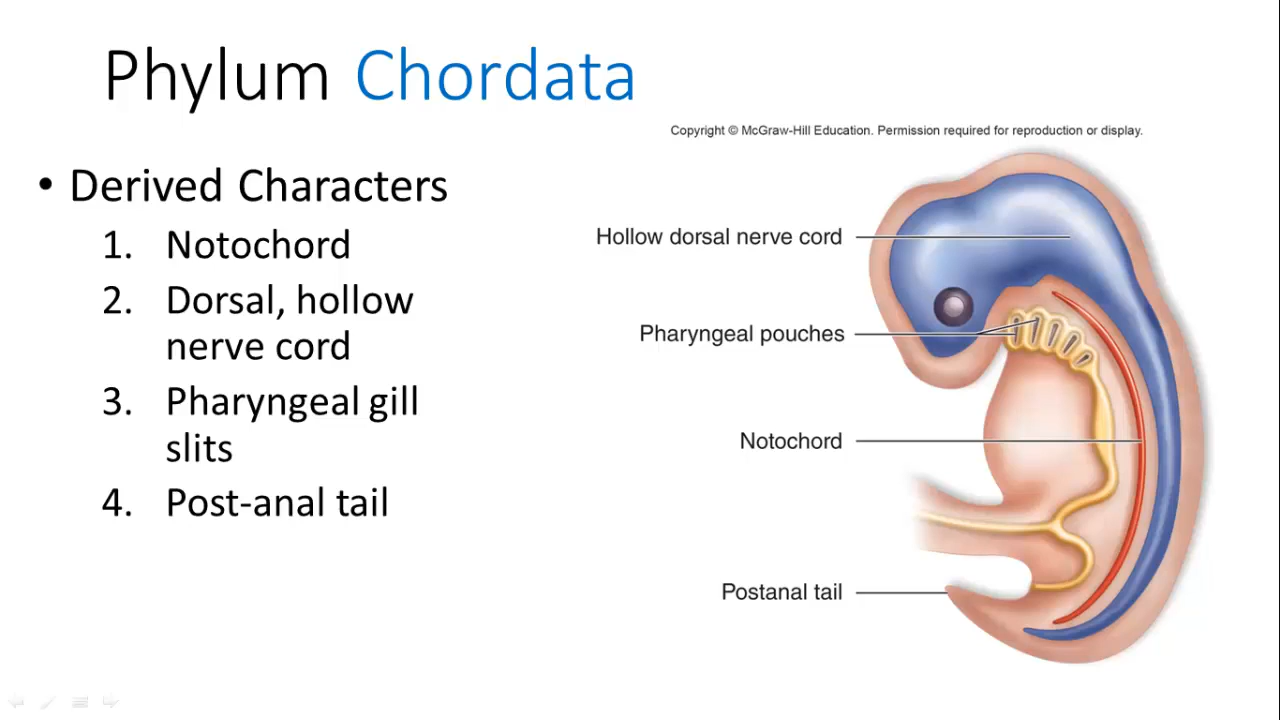 Phylum Chordata
Copyright © McGraw-Hill Education. Permission required for reproduction or display.
• Derived Characters
1. Notochord
2. Dorsal, hollow
nerve cord
3. Pharyngeal gill
slits
4. Post-anal tail
Hollow dorsal nerve cord
Pharyngeal pouches
Notochord
Postanal tail